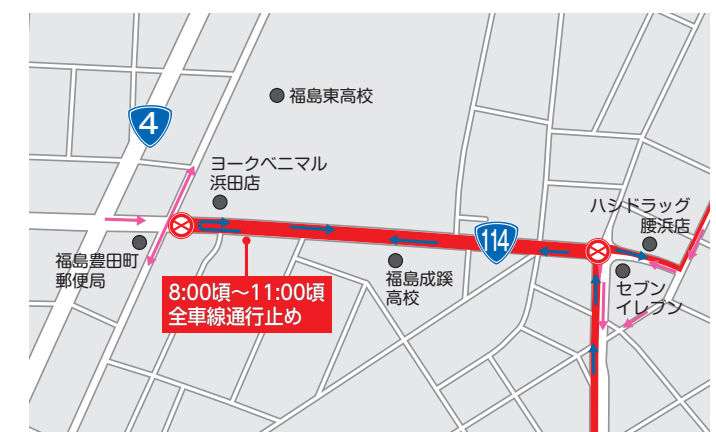 福島東高校
4
ヨークベニマル
浜田店
ハシドラッグ
腰浜店
114
福島豊田町
郵便局
福島成蹊
高校
セブン
イレブン
8:00頃～11:00頃
全車線通行止め